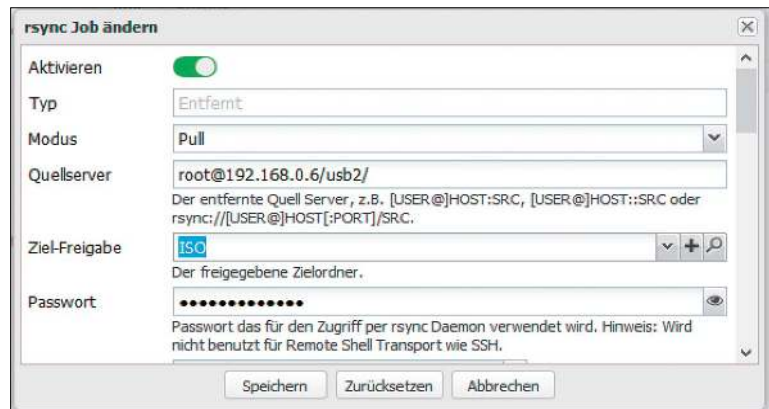 rsync Job ändern
Aktivieren
Typ
Entfernt
Modus
Pull
Quellserver
root@192.168.0.6/usb2/
Der entfernte Quell Server, z.B. [USER@]HOST:SRC, [USER@]HOST::SRC oder
rsync://[USER@]HOST[:PORT]/SRC.
Ziel-Freigabe
ISO
Der freigegebene Zielordner.
Passwort
Passwort das für den Zugriff per rsync Daemon verwendet wird. Hinweis: Wird
nicht benutzt für Remote Shell Transport wie SSH.
Speichern
Zurücksetzen
Abbrechen